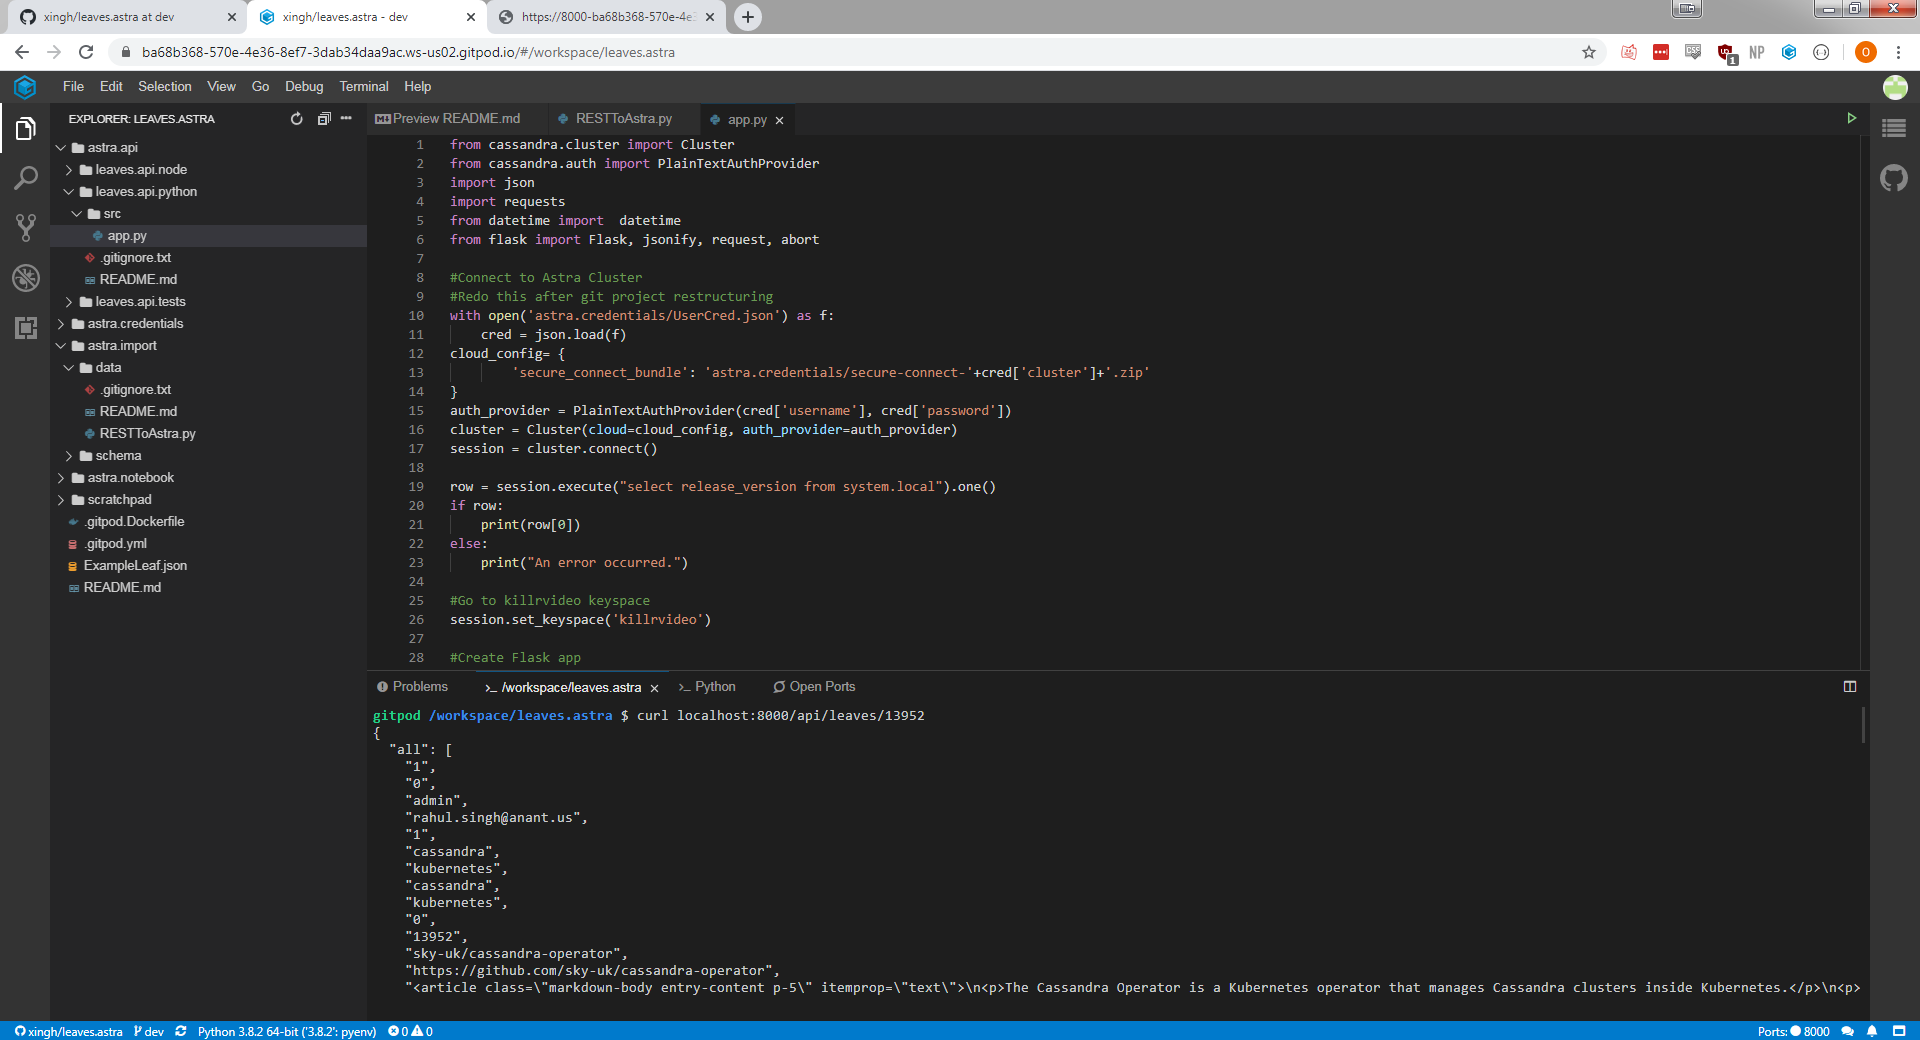 xingh/leaves.astra at dev
xingh/leaves.astra - dev
https://8000-ba68b368-570e-4e3
ba68b368-570e-4e36-8ef7-3dab34daa9ac.ws-us02.gitpod.io/#/workspace/leaves.astra
1
NP
O
File Edit Selection View Go Debug Terminal Help
EXPLORER: LEAVES.ASTRA
astra.api
leaves.api.node
leaves.api.python
src
app.py
.gitignore.txt
README.md
leaves.api.tests
astra.credentials
astra.import
data
.gitignore.txt
README.md
RESTToAstra.py
schema
astra.notebook
scratchpad
.gitpod.Dockerfile
.gitpod.yml
ExampleLeaf.json
README.md
Preview README.md
RESTToAstra.py
app.py
1 from cassandra.cluster import Cluster
2 from cassandra.auth import PlainTextAuthProvider
3 import json
4 import requests
5 from datetime import  datetime
6 from flask import Flask, jsonify, request, abort
7
8 #Connect to Astra Cluster
9 #Redo this after git project restructuring
10 with open('astra.credentials/UserCred.json') as f:
11     cred = json.load(f)
12 cloud_config= {
13         'secure_connect_bundle': 'astra.credentials/secure-connect-'+cred['cluster']+'.zip'
14 }
15 auth_provider = PlainTextAuthProvider(cred['username'], cred['password'])
16 cluster = Cluster(cloud=cloud_config, auth_provider=auth_provider)
17 session = cluster.connect()
18
19 row = session.execute("select release_version from system.local").one()
20 if row:
21     print(row[0])
22 else:
23     print("An error occurred.")
24
25 #Go to killrvideo keyspace
26 session.set_keyspace('killrvideo')
27
28 #Create Flask app
Problems
>_ /workspace/leaves.astra
>_ Python
Open Ports
gitpod /workspace/leaves.astra $ curl localhost:8000/api/leaves/13952
{
  "all": [
    "1",
    "0",
    "admin",
    "rahul.singh@anant.us",
    "1",
    "cassandra",
    "kubernetes",
    "cassandra",
    "kubernetes",
    "0",
    "13952",
    "sky-uk/cassandra-operator",
    "https://github.com/sky-uk/cassandra-operator",
    "<article class=\"markdown-body entry-content p-5\" itemprop=\"text\">\n<p>The Cassandra Operator is a Kubernetes operator that manages Cassandra clusters inside Kubernetes.</p>\n<p>
xingh/leaves.astra dev Python 3.8.2 64-bit ('3.8.2': pyenv) 0 0 Ports: 8000